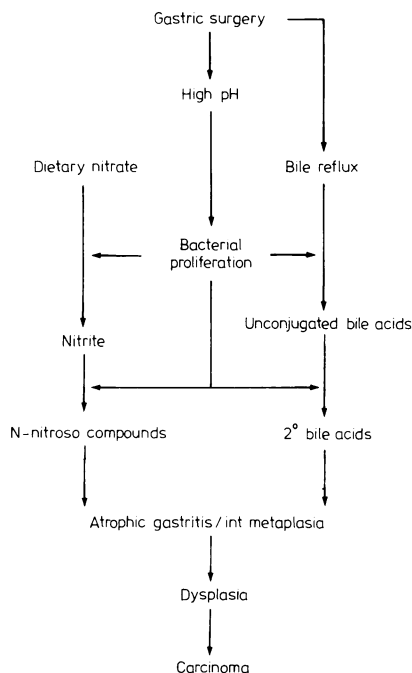 Gastric surgery
High pH
Dietary nitrate
Bile reflux
Bacterial
proliferation
Unconjugated bile acids
Nitrite
N-nitroso compounds
2° bile acids
Atrophic gastritis / int metaplasia
Dysplasia
Carcinoma